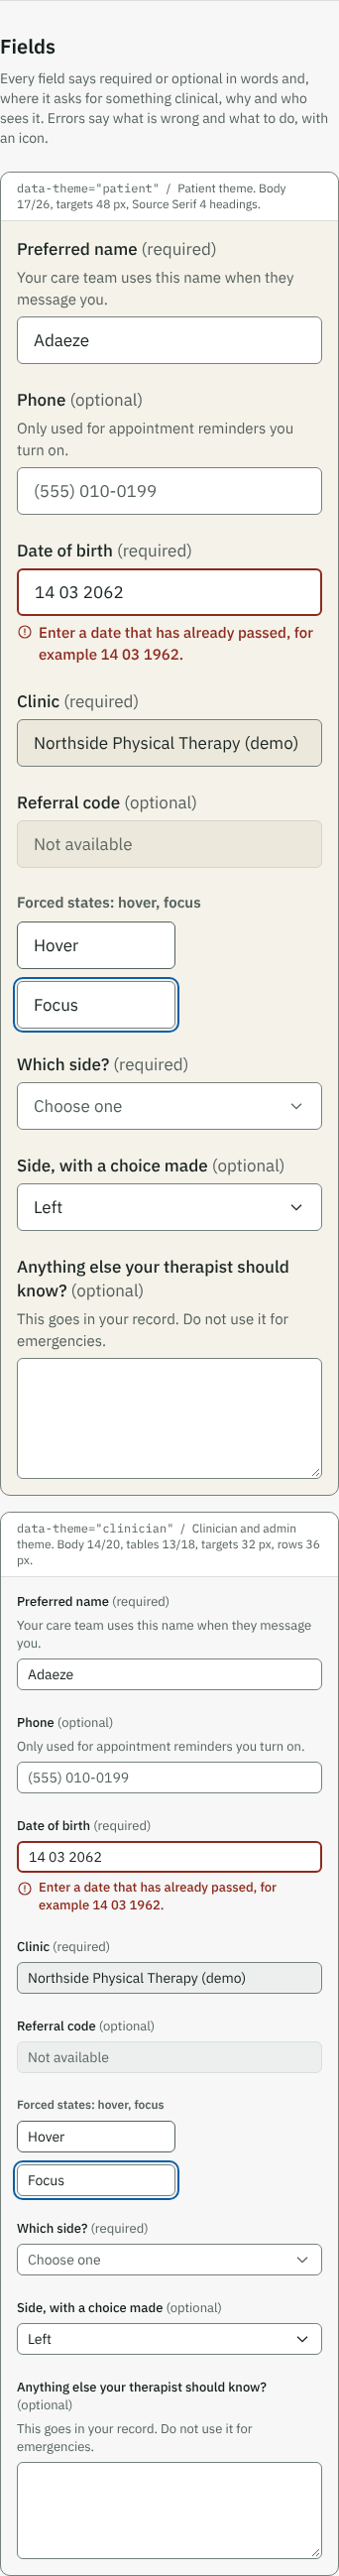 Fields
Every field says required or optional in words and,
where it asks for something clinical, why and who
sees it. Errors say what is wrong and what to do, with
an icon.
data-theme="patient" / Patient theme. Body
17/26, targets 48 px, Source Serif 4 headings.
Preferred name (required)
Your care team uses this name when they
message you.
Adaeze
Phone (optional)
Only used for appointment reminders you
turn on.
(555) 010-0199
Date of birth (required)
14 03 2062
Enter a date that has already passed, for
example 14 03 1962.
Clinic (required)
Northside Physical Therapy (demo)
Referral code (optional)
Not available
Forced states: hover, focus
Hover
Focus
Which side? (required)
Choose one
Side, with a choice made (optional)
Left
Anything else your therapist should
know? (optional)
This goes in your record. Do not use it for
emergencies.
data-theme="clinician" / Clinician and admin
theme. Body 14/20, tables 13/18, targets 32 px, rows 36
px.
Preferred name (required)
Your care team uses this name when they message
you.
Adaeze
Phone (optional)
Only used for appointment reminders you turn on.
(555) 010-0199
Date of birth (required)
14 03 2062
Enter a date that has already passed, for
example 14 03 1962.
Clinic (required)
Northside Physical Therapy (demo)
Referral code (optional)
Not available
Forced states: hover, focus
Hover
Focus
Which side? (required)
Choose one
Side, with a choice made (optional)
Left
Anything else your therapist should know?
(optional)
This goes in your record. Do not use it for
emergencies.